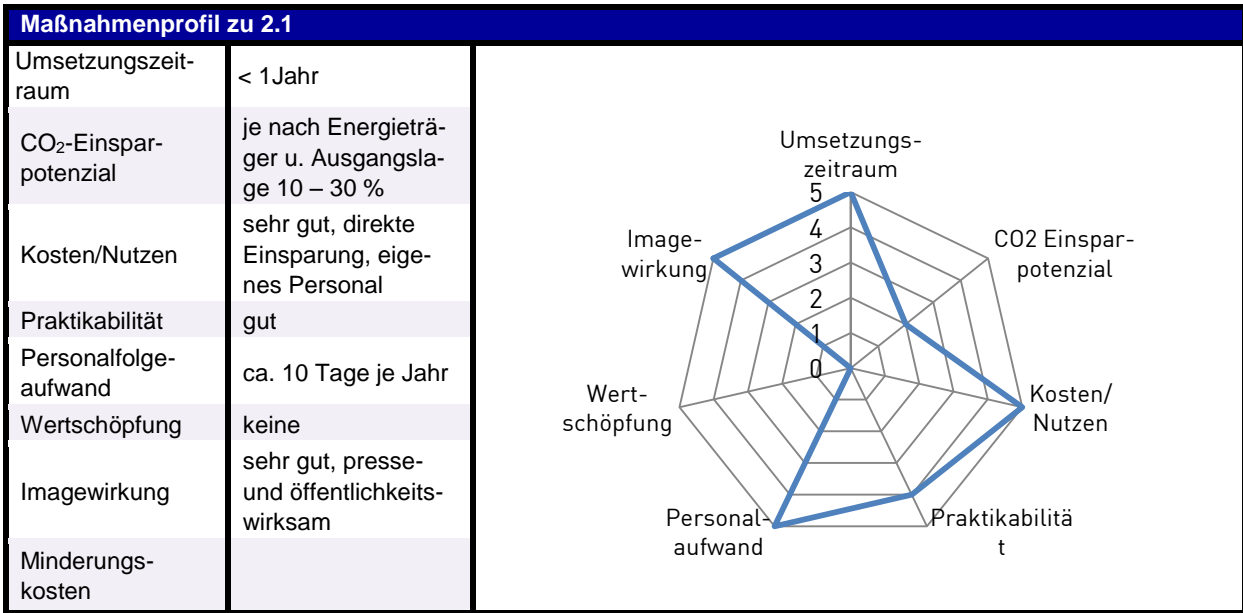 Maßnahmenprofil zu 2.1
Umsetzungszeit-
raum
< 1Jahr
CO₂-Einspar-
potenzial
je nach Energieträ-
ger u. Ausgangsla-
ge 10 – 30 %
Kosten/Nutzen
sehr gut, direkte
Einsparung, eige-
nes Personal
Praktikabilität
gut
Personalfolge-
aufwand
ca. 10 Tage je Jahr
Wertschöpfung
keine
Imagewirkung
sehr gut, presse-
und öffentlichkeits-
wirksam
Minderungs-
kosten
Umsetzungs-
zeitraum
5
4
3
2
1
0
CO2 Einspar-
potenzial
Kosten/
Nutzen
Praktikabilitä
t
Personal-
aufwand
Wert-
schöpfung
Image-
wirkung